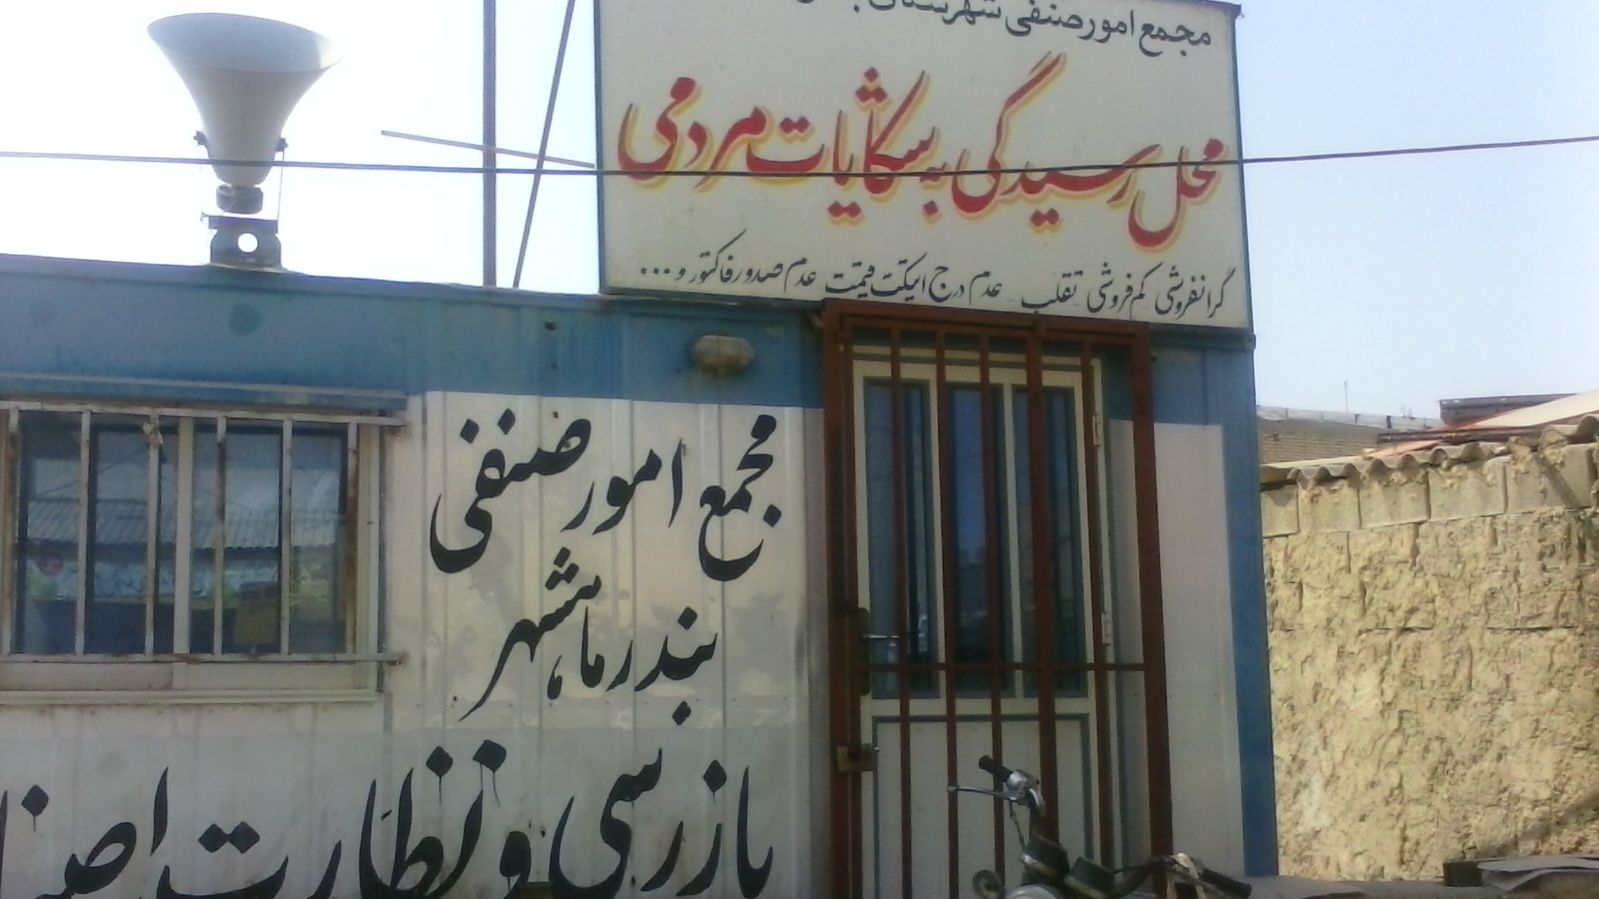 مجمع امور صنفی شهرستان
محل رسیدگی به شکایات مردمی
گرانفروشی کم فروشی تقلب عدم درج اتیکت قیمت عدم صدور فاکتور و ...
مجمع امور صنفی
بندر ماهشهر
بازرسی و نظارت